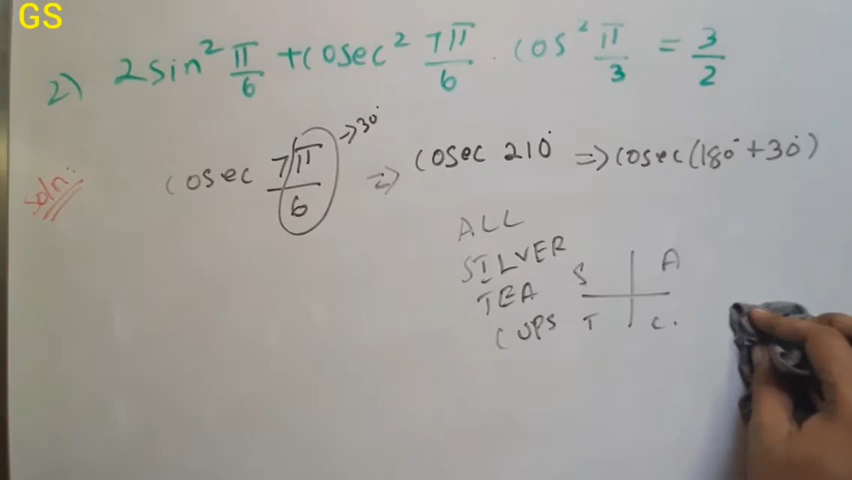 GS
2) 2sin² π/6 + cosec² 7π/6 . cos² π/3 = 3/2
Soln:
cosec 7π/6 → 30° => cosec 210° => cosec(180° + 30°)
ALL
SILVER
TEA
CUPS
S A
T C.